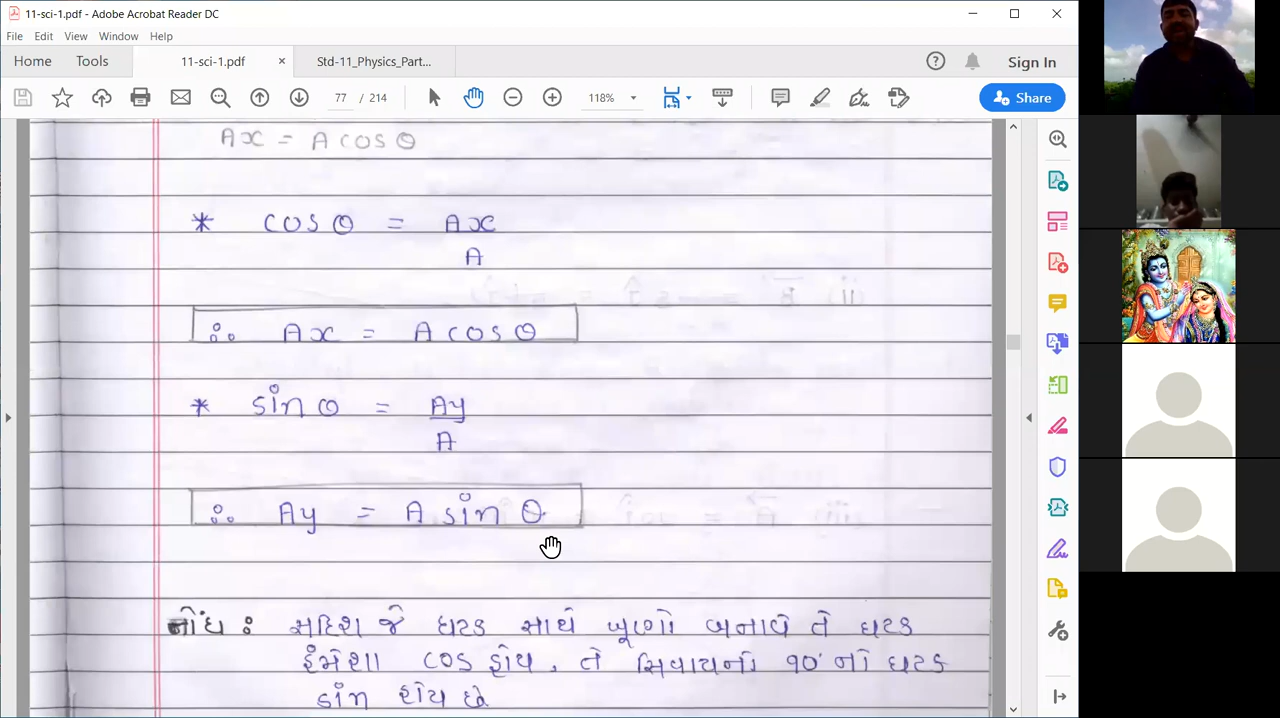 11-sci-1.pdf - Adobe Acrobat Reader DC
File Edit View Window Help
Home Tools 11-sci-1.pdf × Std-11_Physics_Part... Sign In
77 / 214 118% Share
Ax = A cos θ
* cos θ = Ax
A
∴ Ax = A cos θ
* sin θ = Ay
A
∴ Ay = A sin θ
નોંધ : સદિશ જે ઘટક સાથે ખૂણો બનાવે તે ઘટક
હંમેશા cos હોય, તે સિવાયનો ૧૦° નો ઘટક
sin હોય છે